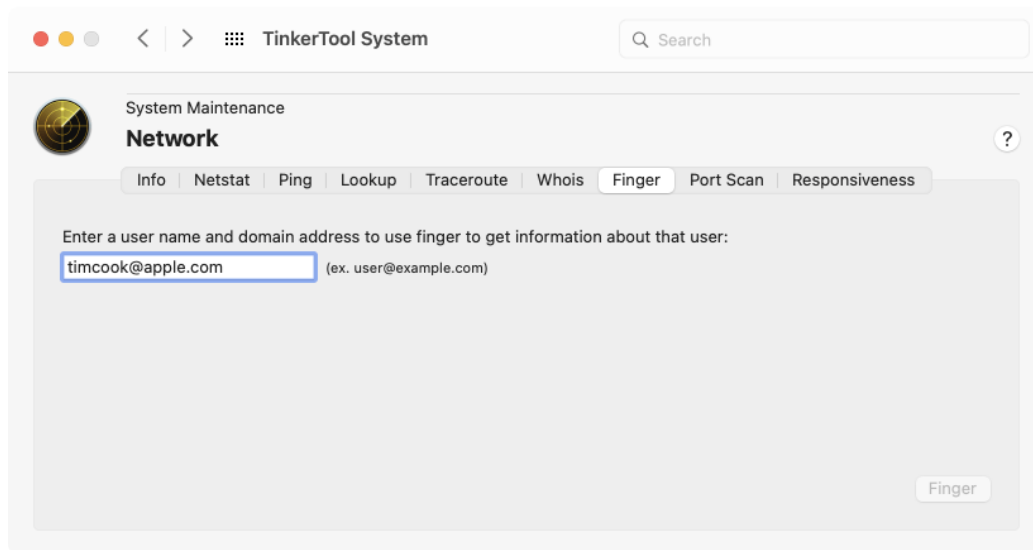 TinkerTool System
Search
System Maintenance
Network
?
Info Netstat Ping Lookup Traceroute Whois Finger Port Scan Responsiveness
Enter a user name and domain address to use finger to get information about that user:
timcook@apple.com (ex. user@example.com)
Finger